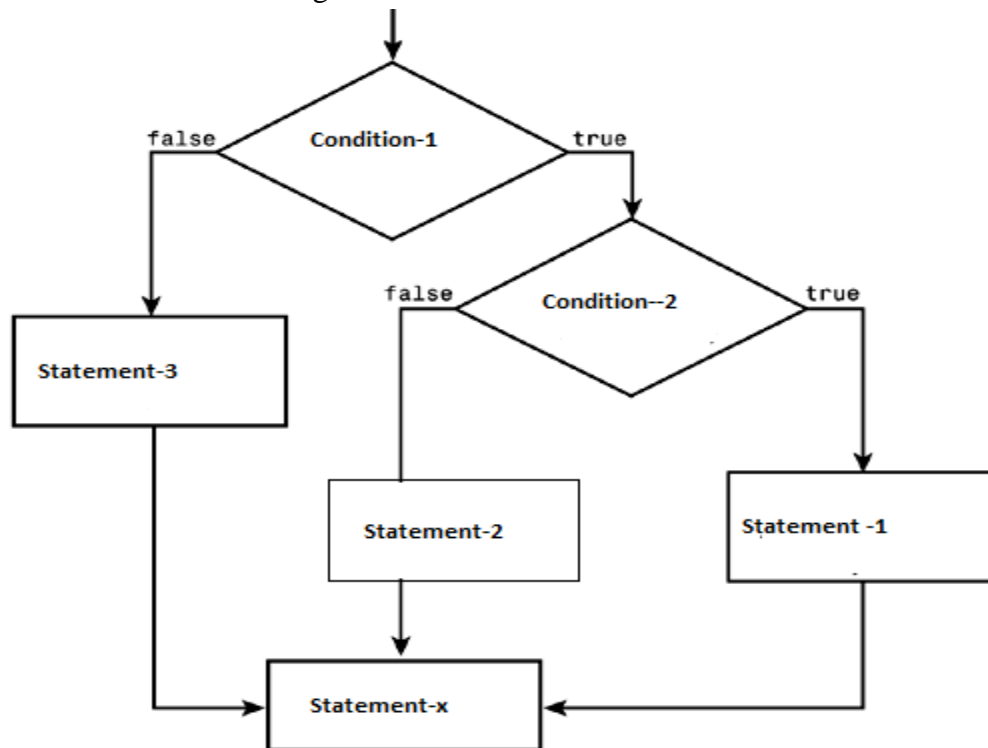 false
Condition-1
true
false
Condition--2
true
Statement-3
Statement-2
Statement -1
Statement-x